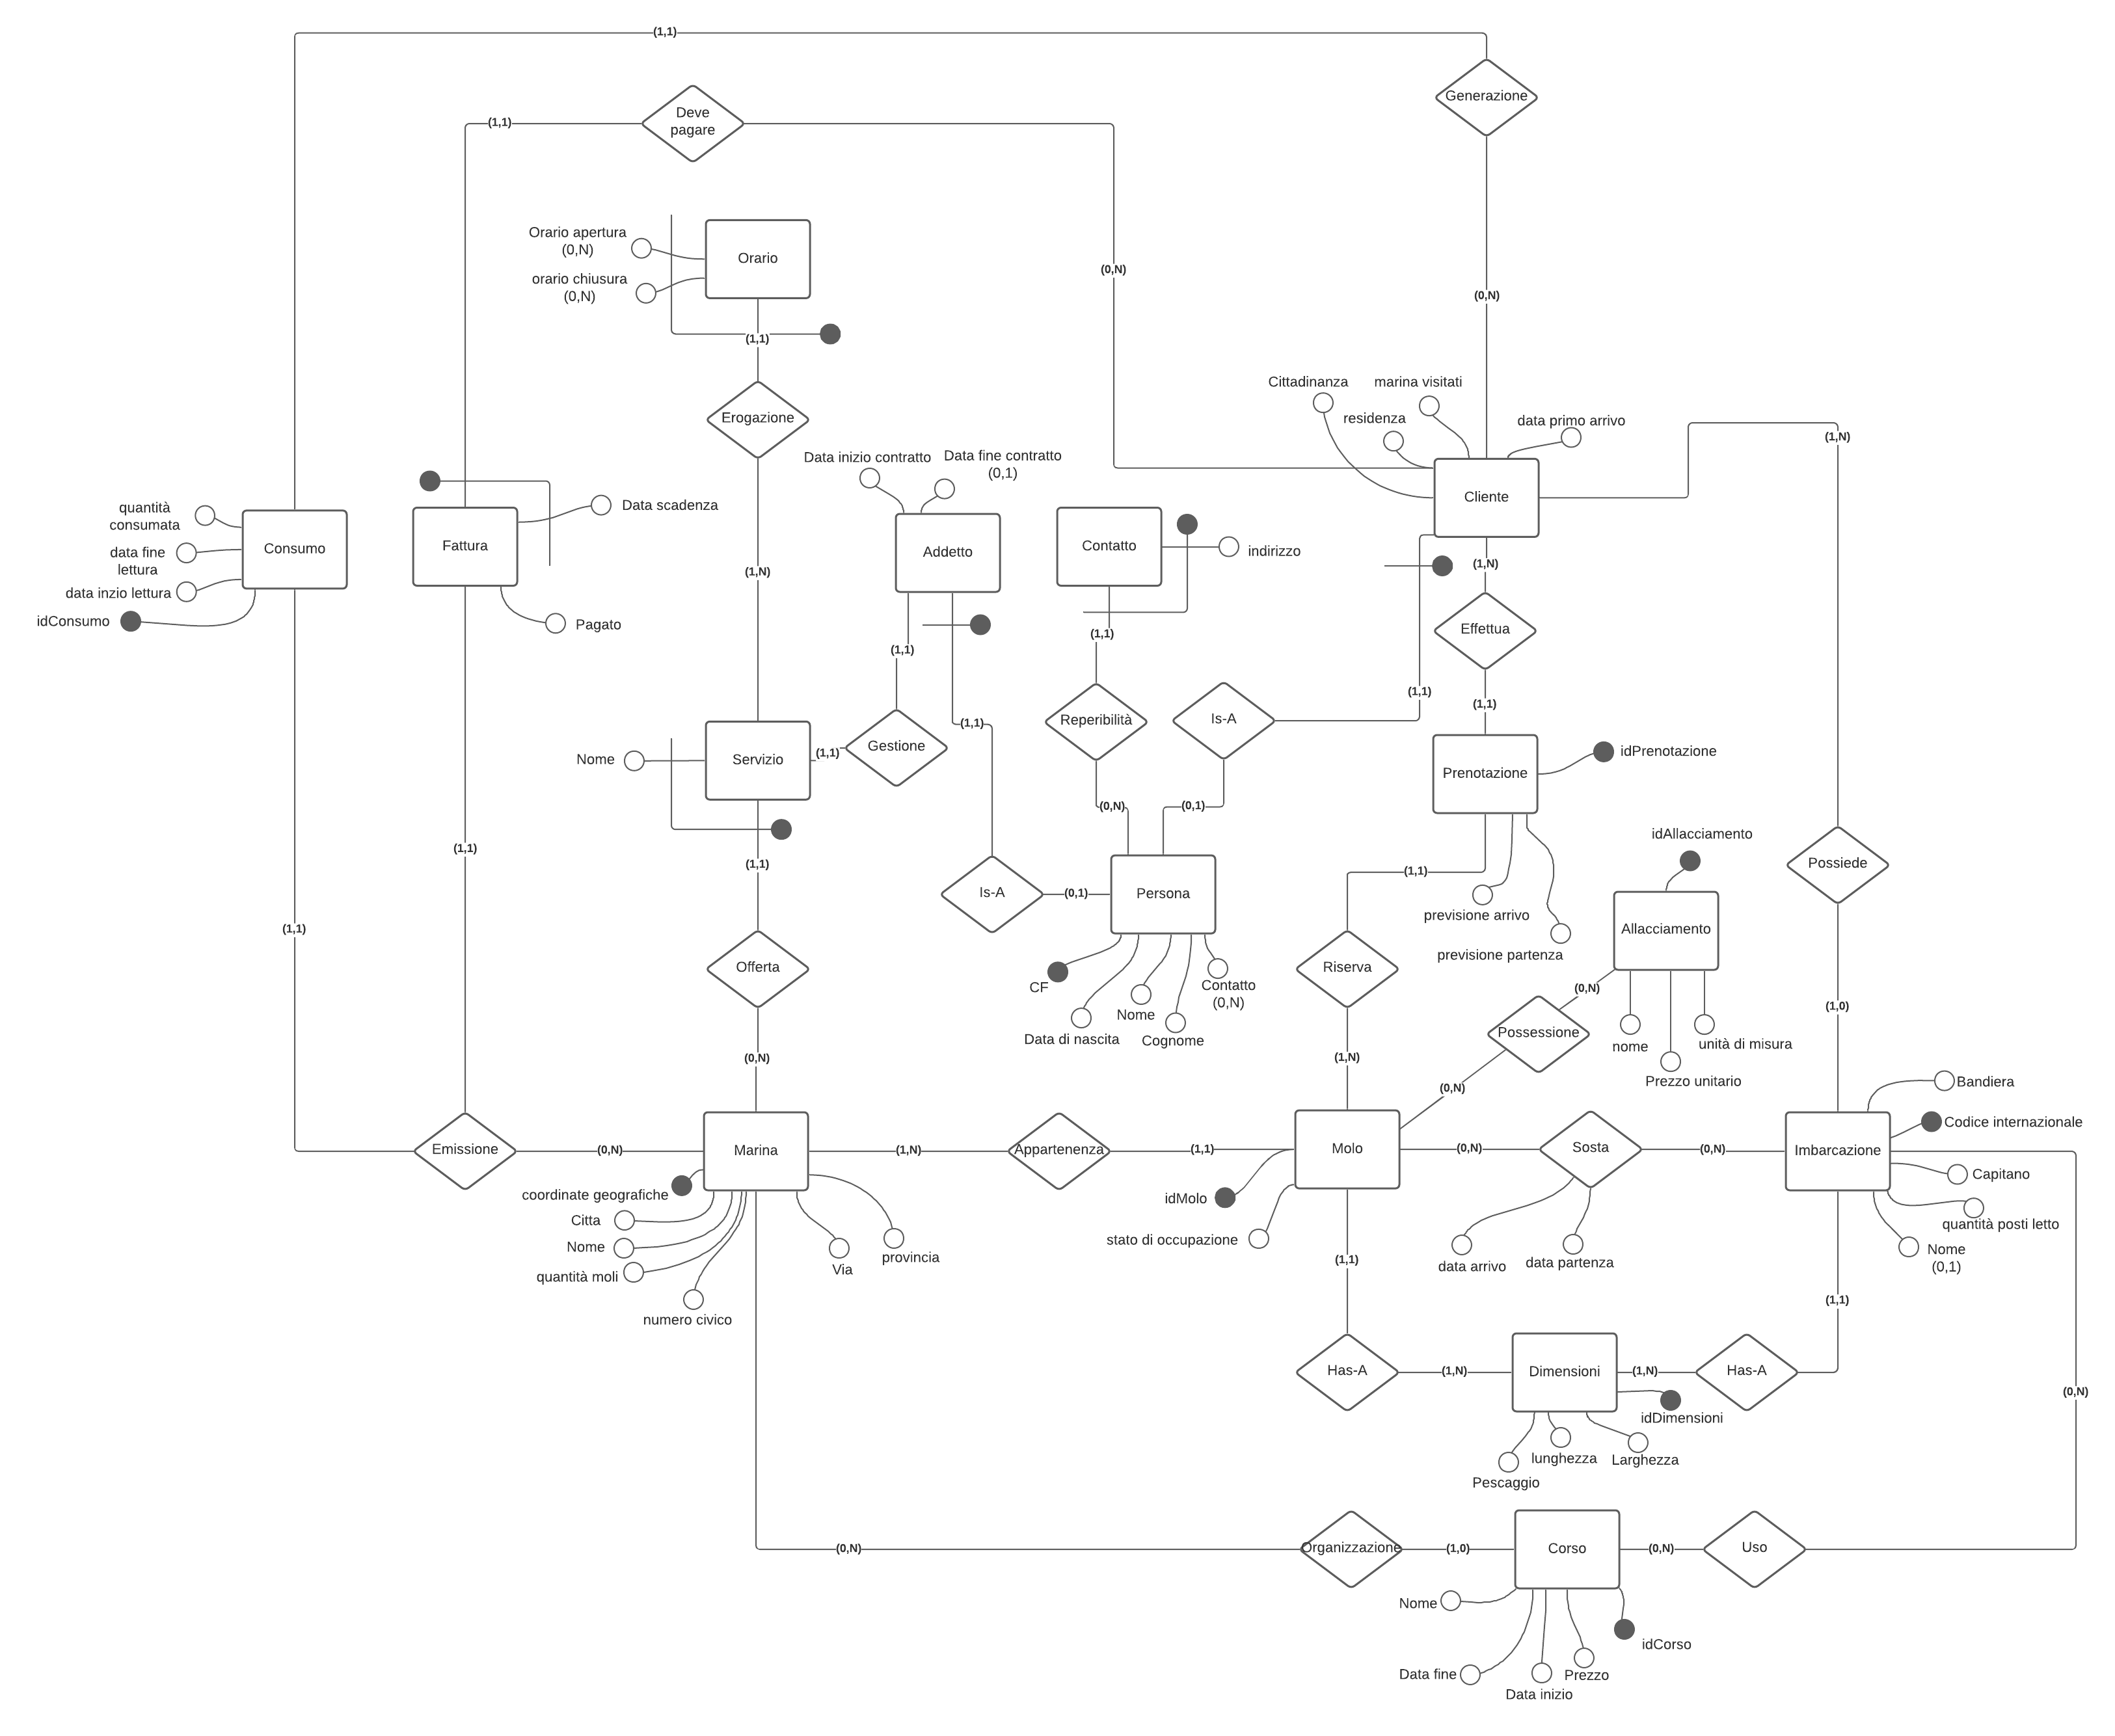 (1,1)
Generazione
Deve
pagare
(1,1)
Orario apertura
(0,N)
orario chiusura
(0,N)
Orario
(0,N)
(0,N)
(1,1)
Erogazione
Cittadinanza
marina visitati
residenza
data primo arrivo
(1,N)
Data inizio contratto
Data fine contratto
(0,1)
Cliente
quantità
consumata
data fine
lettura
data inzio lettura
idConsumo
Consumo
Fattura
Data scadenza
Pagato
(1,N)
Addetto
Contatto
indirizzo
(1,N)
Effettua
(1,1)
(1,1)
(1,1)
(1,1)
(1,1)
Reperibilità
Is-A
Nome
Servizio
(1,1)
Gestione
Prenotazione
idPrenotazione
(0,N)
(0,1)
(1,1)
(1,1)
(1,1)
idAllacciamento
Possiede
Is-A
(0,1)
Persona
previsione arrivo
previsione partenza
Allacciamento
(1,1)
Offerta
CF
Data di nascita
Nome
Cognome
Contatto
(0,N)
Riserva
(0,N)
Possessione
nome
Prezzo unitario
unità di misura
(1,0)
(0,N)
(1,N)
(0,N)
Bandiera
Codice internazionale
Capitano
quantità posti letto
Nome
(0,1)
Emissione
(0,N)
Marina
(1,N)
Appartenenza
(1,1)
Molo
(0,N)
Sosta
(0,N)
Imbarcazione
coordinate geografiche
Citta
Nome
quantità moli
numero civico
Via
provincia
idMolo
stato di occupazione
data arrivo
data partenza
(1,1)
(1,1)
Has-A
(1,N)
Dimensioni
(1,N)
Has-A
(0,N)
idDimensioni
Pescaggio
lunghezza
Larghezza
(0,N)
Organizzazione
(1,0)
Corso
(0,N)
Uso
Nome
Data fine
Data inizio
Prezzo
idCorso